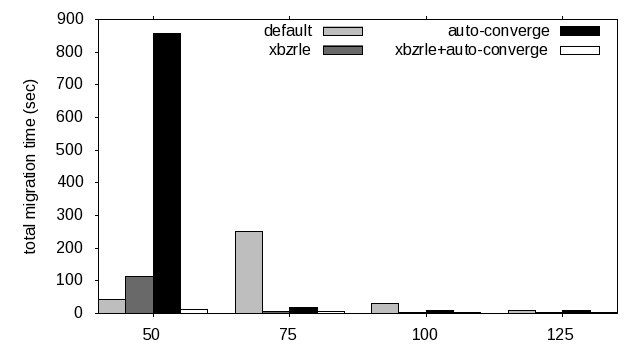 900
800
700
600
500
400
300
200
100
0
total migration time (sec)
default
xbzrle
auto-converge
xbzrle+auto-converge
50 75 100 125